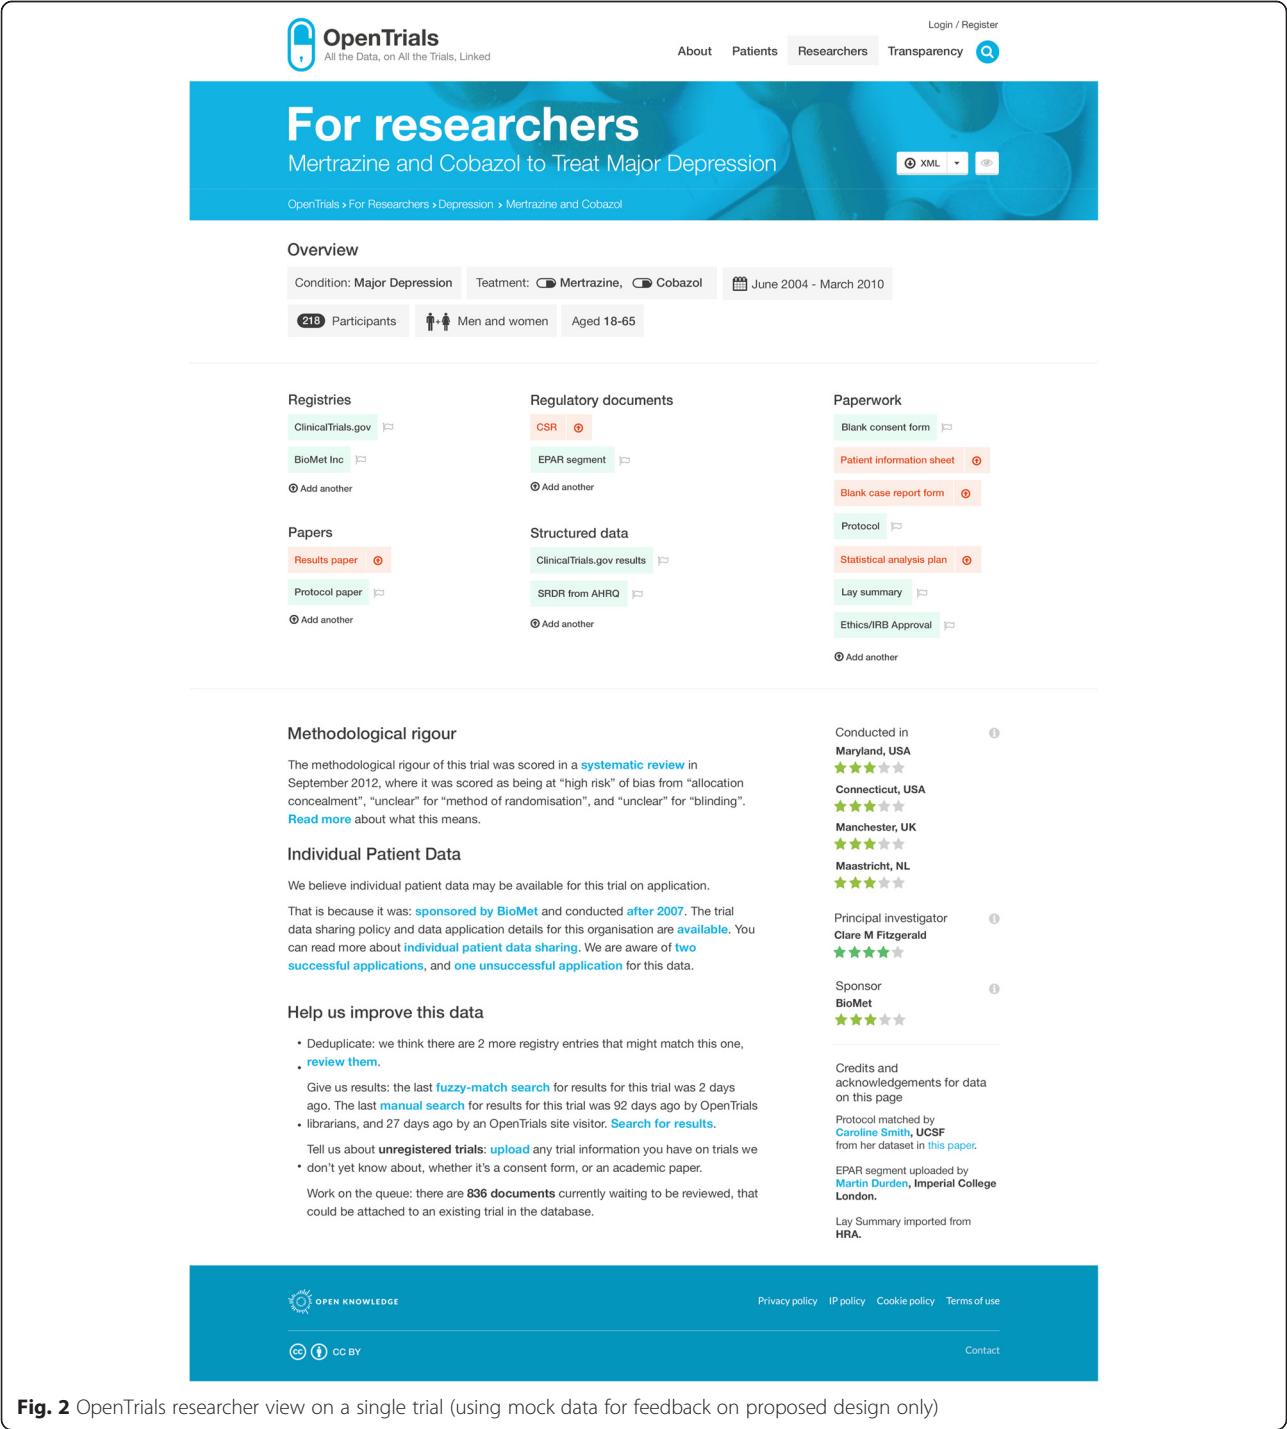 OpenTrials
All the Data, on All the Trials, Linked
Login / Register
About Patients Researchers Transparency
For researchers
Mertrazine and Cobazol to Treat Major Depression
XML
OpenTrials > For Researchers > Depression > Mertrazine and Cobazol
Overview
Condition: Major Depression
Teatment: Mertrazine, Cobazol
June 2004 - March 2010
218 Participants
Men and women
Aged 18-65
Registries
ClinicalTrials.gov
BioMet Inc
Add another
Papers
Results paper
Protocol paper
Add another
Regulatory documents
CSR
EPAR segment
Add another
Structured data
ClinicalTrials.gov results
SRDR from AHRQ
Add another
Paperwork
Blank consent form
Patient information sheet
Blank case report form
Protocol
Statistical analysis plan
Lay summary
Ethics/IRB Approval
Add another
Methodological rigour
The methodological rigour of this trial was scored in a systematic review in
September 2012, where it was scored as being at “high risk” of bias from “allocation
concealment”, “unclear” for “method of randomisation”, and “unclear” for “blinding”.
Read more about what this means.
Individual Patient Data
We believe individual patient data may be available for this trial on application.
That is because it was: sponsored by BioMet and conducted after 2007. The trial
data sharing policy and data application details for this organisation are available. You
can read more about individual patient data sharing. We are aware of two
successful applications, and one unsuccessful application for this data.
Help us improve this data
• Deduplicate: we think there are 2 more registry entries that might match this one,
review them.
•
Give us results: the last fuzzy-match search for results for this trial was 2 days
ago. The last manual search for results for this trial was 92 days ago by OpenTrials
• librarians, and 27 days ago by an OpenTrials site visitor. Search for results.
Tell us about unregistered trials: upload any trial information you have on trials we
• don’t yet know about, whether it’s a consent form, or an academic paper.
Work on the queue: there are 836 documents currently waiting to be reviewed, that
could be attached to an existing trial in the database.
Conducted in
Maryland, USA
Connecticut, USA
Manchester, UK
Maastricht, NL
Principal investigator
Clare M Fitzgerald
Sponsor
BioMet
Credits and
acknowledgements for data
on this page
Protocol matched by
Caroline Smith, UCSF
from her dataset in this paper.
EPAR segment uploaded by
Martin Durden, Imperial College
London.
Lay Summary imported from
HRA.
OPEN KNOWLEDGE
Privacy policy IP policy Cookie policy Terms of use
cc CC BY
Contact
Fig. 2 OpenTrials researcher view on a single trial (using mock data for feedback on proposed design only)